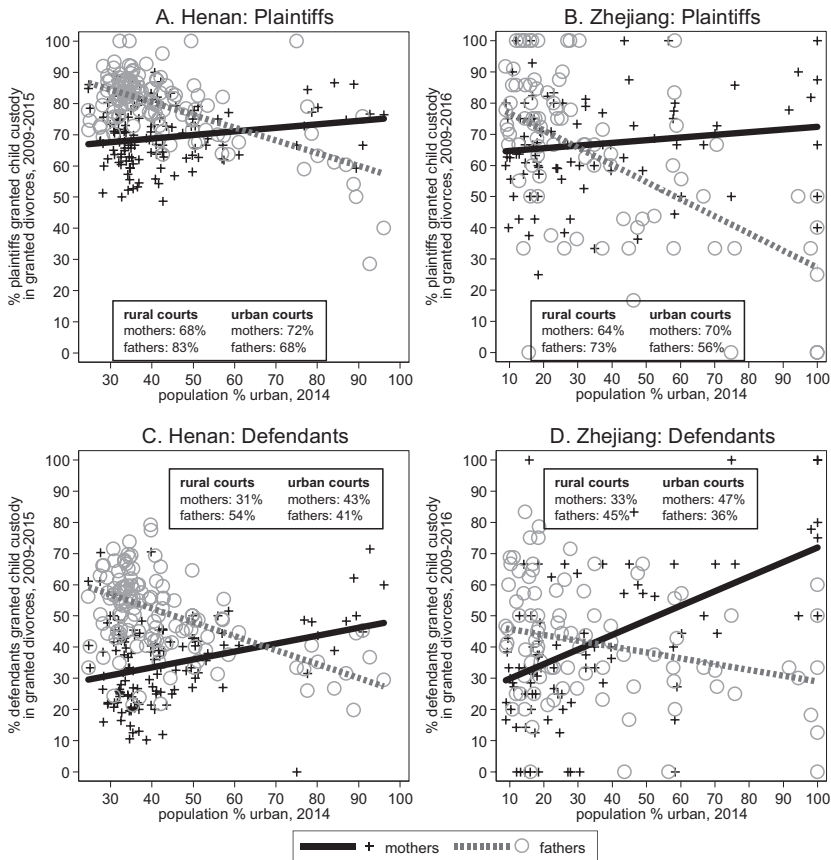 A. Henan: Plaintiffs
% plaintiffs granted child custody
in granted divorces, 2009-2015
100
90
80
70
60
50
40
30
20
10
0
rural courts urban courts
mothers: 68% mothers: 72%
fathers: 83% fathers: 68%
30 40 50 60 70 80 90 100
population % urban, 2014
B. Zhejiang: Plaintiffs
% plaintiffs granted child custody
in granted divorces, 2009-2016
100
90
80
70
60
50
40
30
20
10
0
rural courts urban courts
mothers: 64% mothers: 70%
fathers: 73% fathers: 56%
10 20 30 40 50 60 70 80 90 100
population % urban, 2014
C. Henan: Defendants
% defendants granted child custody
in granted divorces, 2009-2015
100
90
80
70
60
50
40
30
20
10
0
rural courts urban courts
mothers: 31% mothers: 43%
fathers: 54% fathers: 41%
30 40 50 60 70 80 90 100
population % urban, 2014
D. Zhejiang: Defendants
% defendants granted child custody
in granted divorces, 2009-2016
100
90
80
70
60
50
40
30
20
10
0
rural courts urban courts
mothers: 33% mothers: 47%
fathers: 45% fathers: 36%
10 20 30 40 50 60 70 80 90 100
population % urban, 2014
mothers fathers